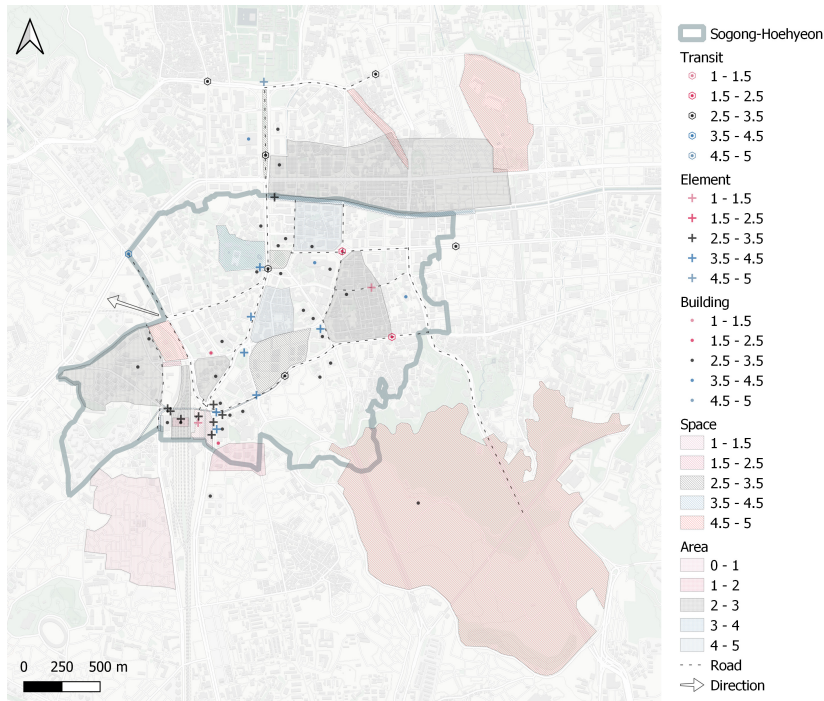 Sogong-Hoehyeon
Transit
1 - 1.5
1.5 - 2.5
2.5 - 3.5
3.5 - 4.5
4.5 - 5
Element
1 - 1.5
1.5 - 2.5
2.5 - 3.5
3.5 - 4.5
4.5 - 5
Building
1 - 1.5
1.5 - 2.5
2.5 - 3.5
3.5 - 4.5
4.5 - 5
Space
1 - 1.5
1.5 - 2.5
2.5 - 3.5
3.5 - 4.5
4.5 - 5
Area
0 - 1
1 - 2
2 - 3
3 - 4
4 - 5
Road
Direction
0 250 500 m